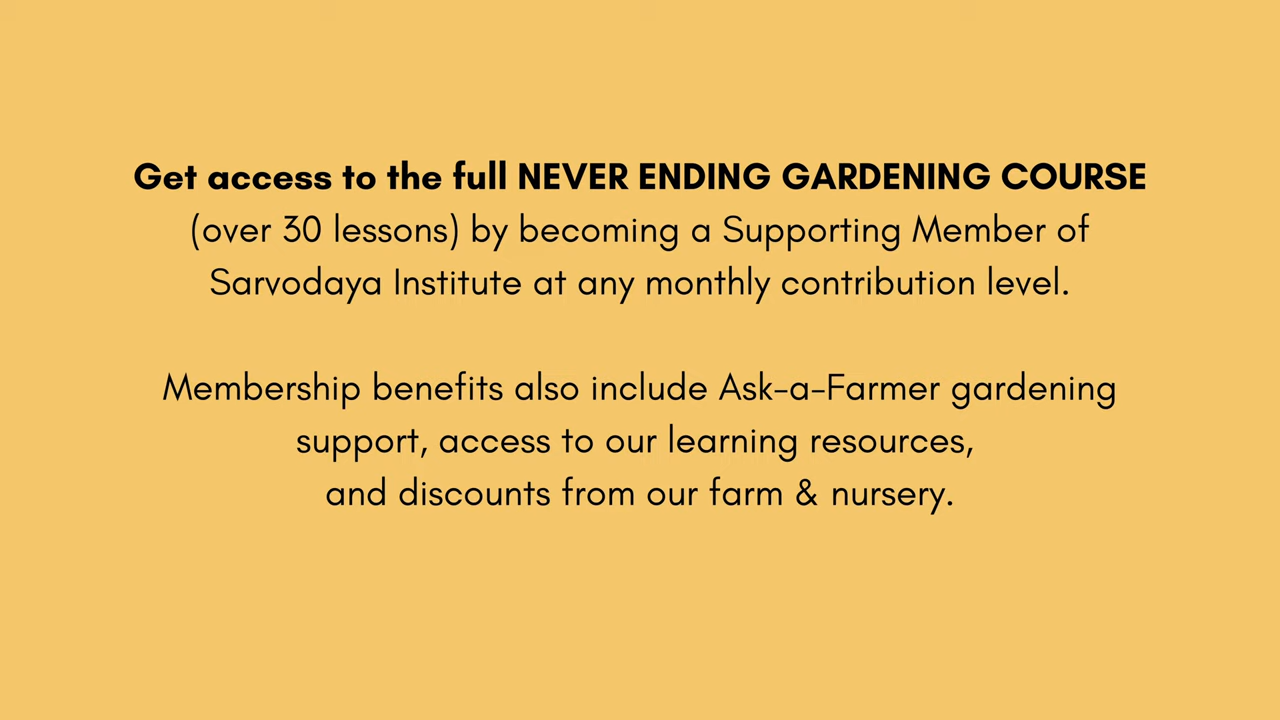 Get access to the full NEVER ENDING GARDENING COURSE
(over 30 lessons) by becoming a Supporting Member of
Sarvodaya Institute at any monthly contribution level.
Membership benefits also include Ask-a-Farmer gardening
support, access to our learning resources,
and discounts from our farm & nursery.